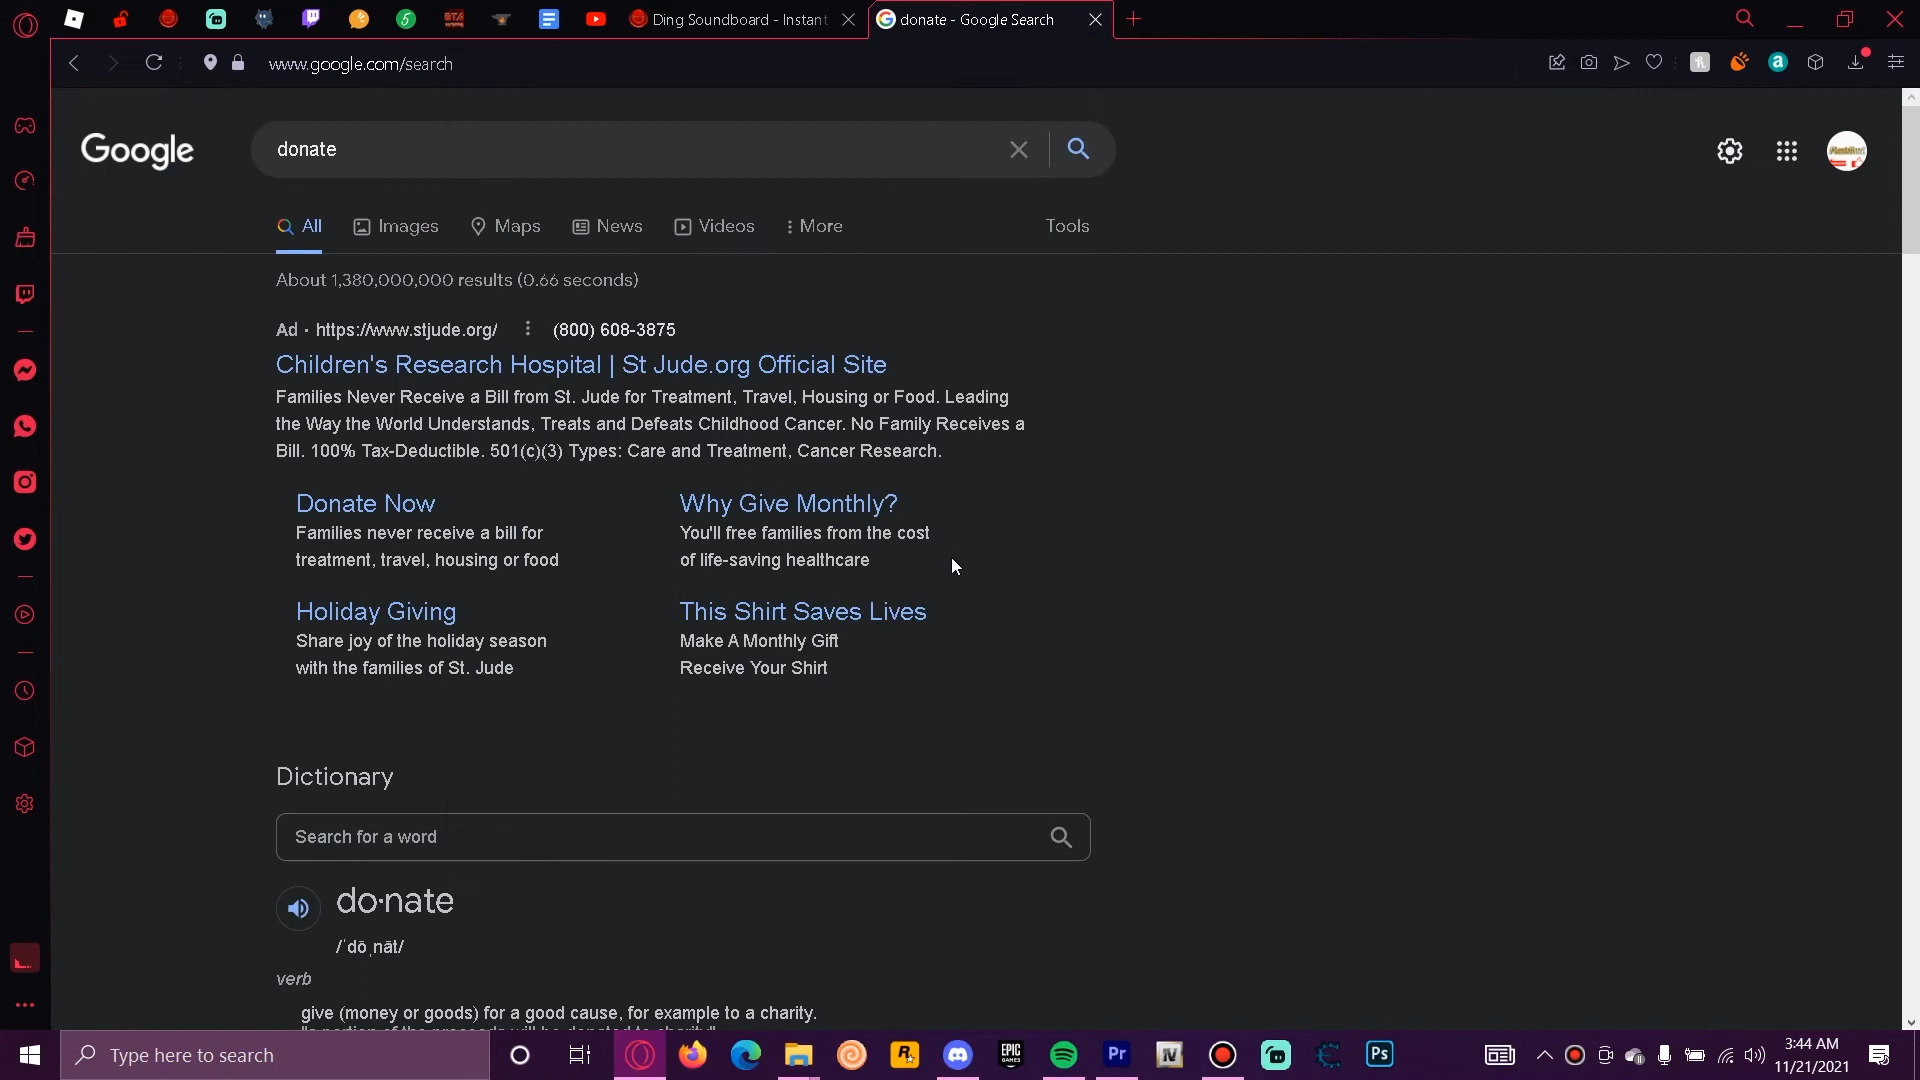 Ding Soundboard - Instant
donate - Google Search
www.google.com/search
Google
donate
All
Images
Maps
News
Videos
More
Tools
About 1,380,000,000 results (0.66 seconds)
Ad · https://www.stjude.org/
(800) 608-3875
Children's Research Hospital | St Jude.org Official Site
Families Never Receive a Bill from St. Jude for Treatment, Travel, Housing or Food. Leading
the Way the World Understands, Treats and Defeats Childhood Cancer. No Family Receives a
Bill. 100% Tax-Deductible. 501(c)(3) Types: Care and Treatment, Cancer Research.
Donate Now
Families never receive a bill for
treatment, travel, housing or food
Why Give Monthly?
You'll free families from the cost
of life-saving healthcare
Holiday Giving
Share joy of the holiday season
with the families of St. Jude
This Shirt Saves Lives
Make A Monthly Gift
Receive Your Shirt
Dictionary
Search for a word
do·nate
/ˈdōˌnāt/
verb
give (money or goods) for a good cause, for example to a charity.
Type here to search
EPIC
GAMES
Pr
Ps
3:44 AM
11/21/2021